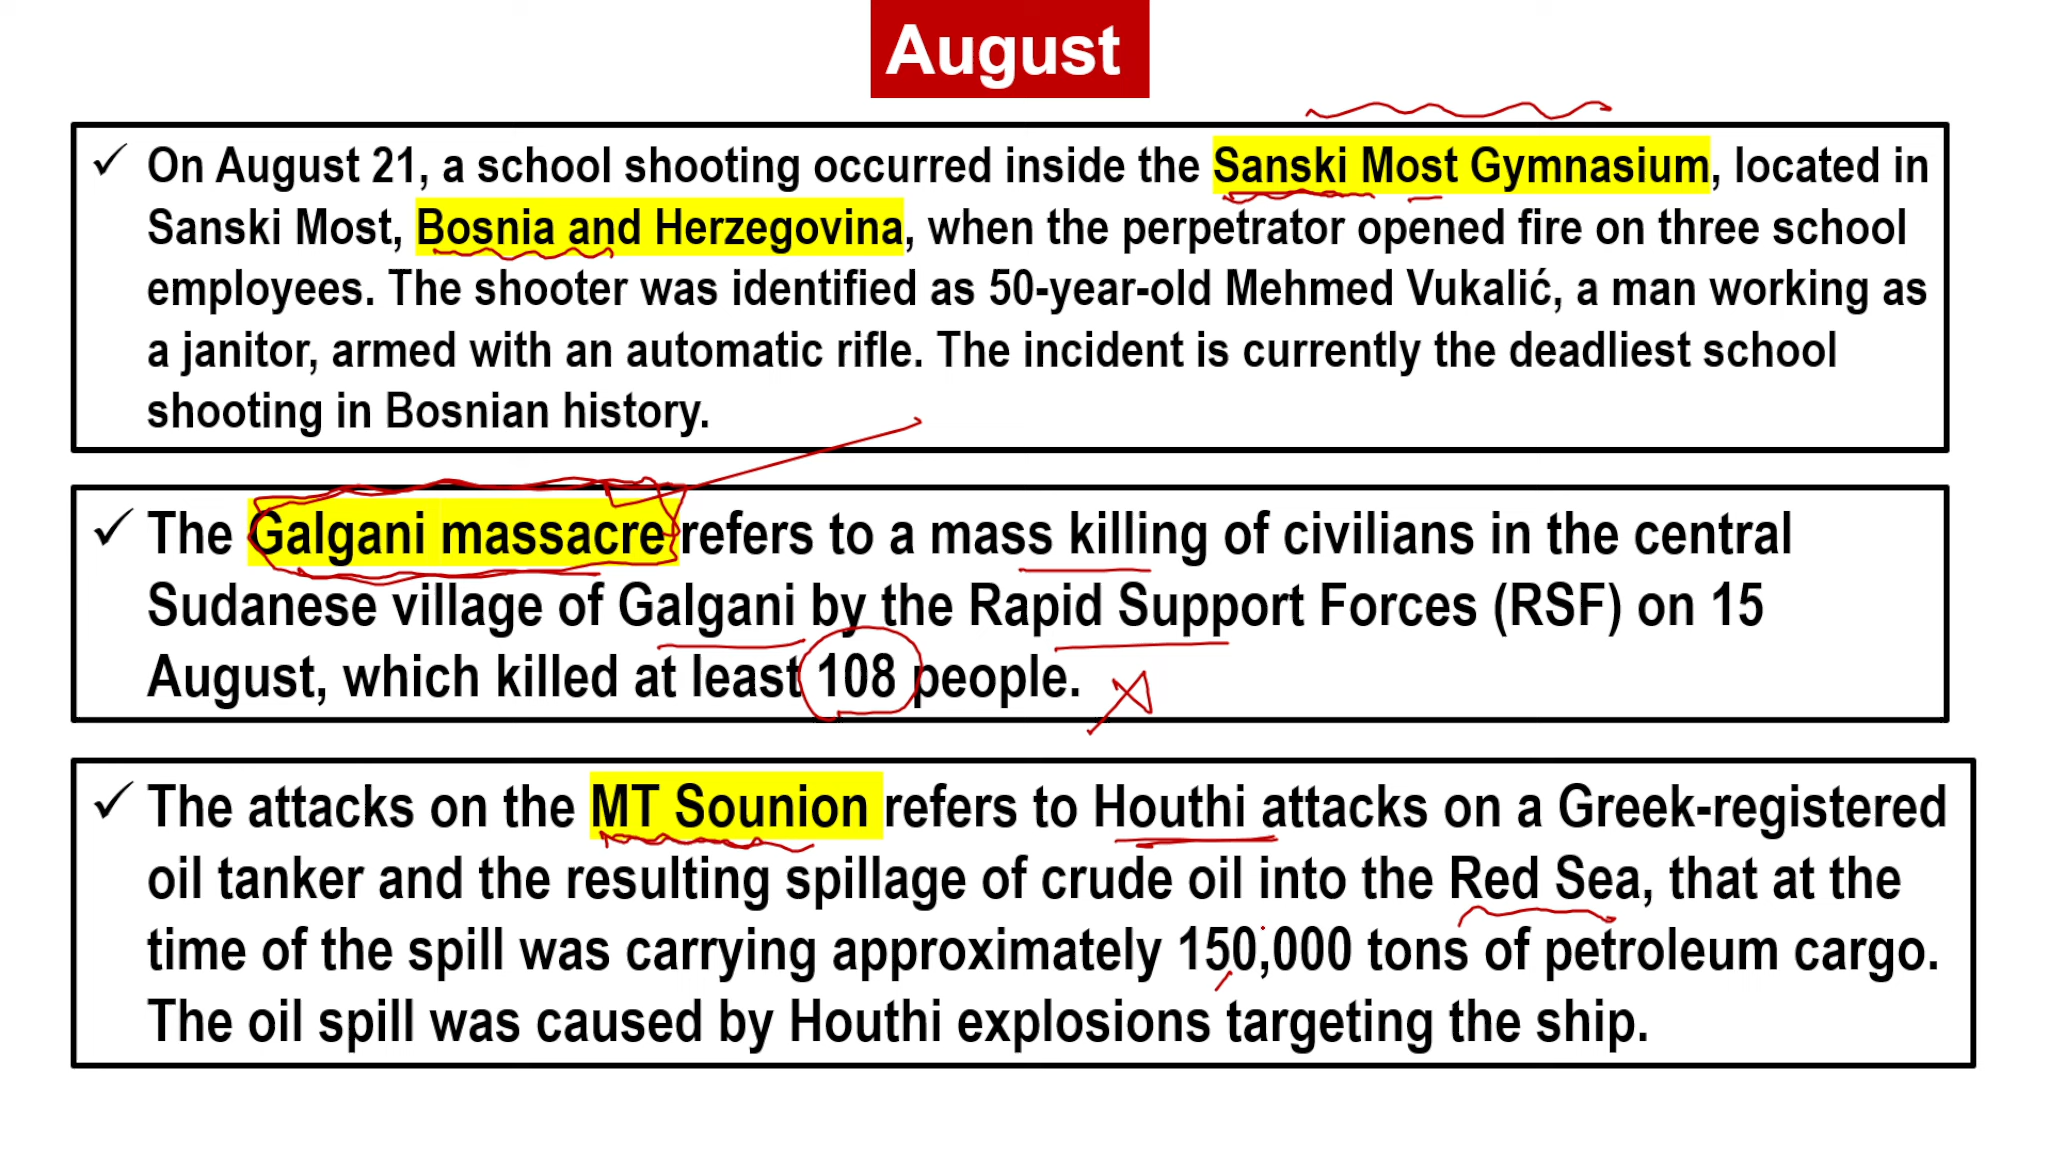 August
✓ On August 21, a school shooting occurred inside the Sanski Most Gymnasium, located in
Sanski Most, Bosnia and Herzegovina, when the perpetrator opened fire on three school
employees. The shooter was identified as 50-year-old Mehmed Vukalić, a man working as
a janitor, armed with an automatic rifle. The incident is currently the deadliest school
shooting in Bosnian history.
✓ The Galgani massacre refers to a mass killing of civilians in the central
Sudanese village of Galgani by the Rapid Support Forces (RSF) on 15
August, which killed at least 108 people.
✓ The attacks on the MT Sounion refers to Houthi attacks on a Greek-registered
oil tanker and the resulting spillage of crude oil into the Red Sea, that at the
time of the spill was carrying approximately 150,000 tons of petroleum cargo.
The oil spill was caused by Houthi explosions targeting the ship.